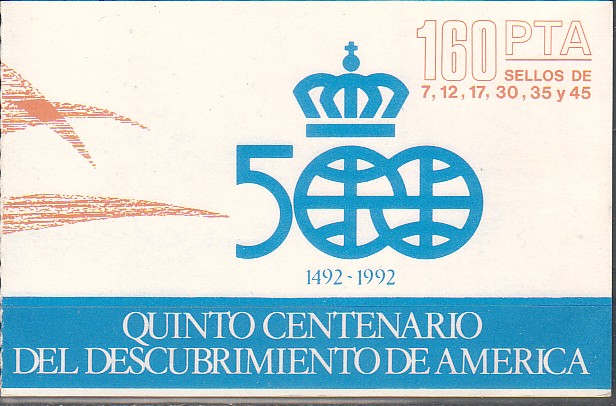 160 PTA
SELLOS DE
7, 12, 17, 30, 35 y 45
500
1492-1992
QUINTO CENTENARIO
DEL DESCUBRIMIENTO DE AMERICA